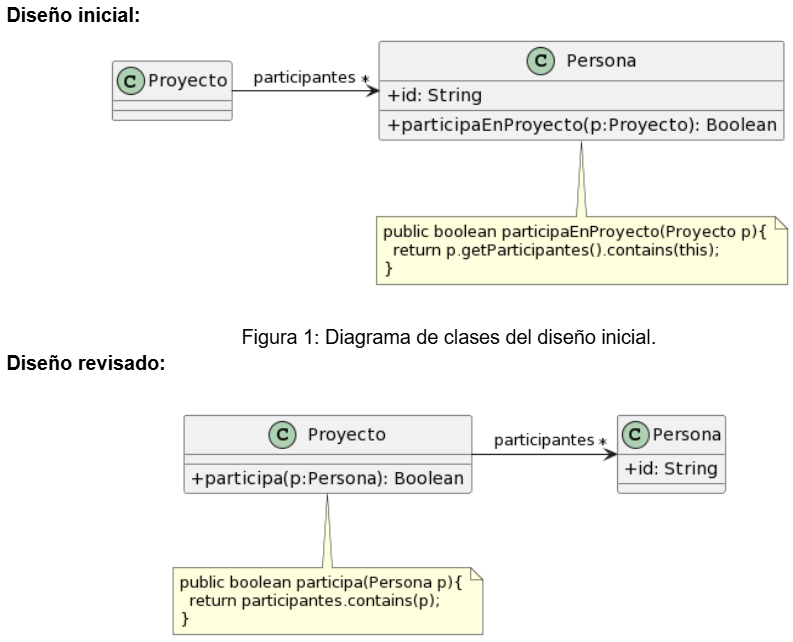 Diseño inicial:
C Proyecto
participantes *
C Persona
+id: String
+participaEnProyecto(p:Proyecto): Boolean
public boolean participaEnProyecto(Proyecto p){
return p.getParticipantes().contains(this);
}
Figura 1: Diagrama de clases del diseño inicial.
Diseño revisado:
C Proyecto
+participa(p:Persona): Boolean
participantes *
C Persona
+id: String
public boolean participa(Persona p){
return participantes.contains(p);
}